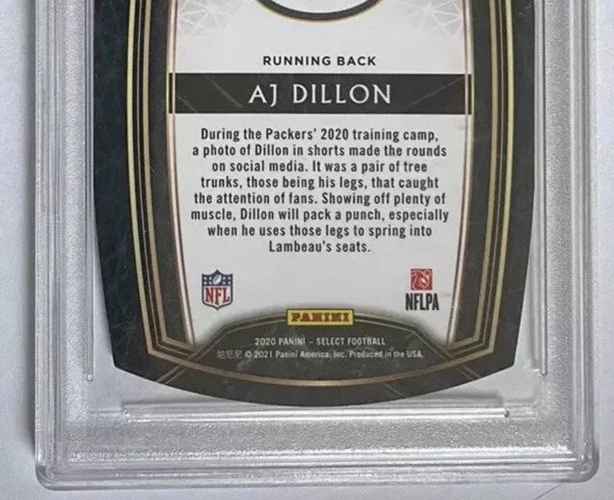 RUNNING BACK
AJ DILLON
During the Packers' 2020 training camp,
a photo of Dillon in shorts made the rounds
on social media. It was a pair of tree
trunks, those being his legs, that caught
the attention of fans. Showing off plenty of
muscle, Dillon will pack a punch, especially
when he uses those legs to spring into
Lambeau's seats.
NFL
NFLPA
PANINI
2020 PANINI – SELECT FOOTBALL
帕尼尼 © 2021 Panini America, Inc. Produced in the USA.